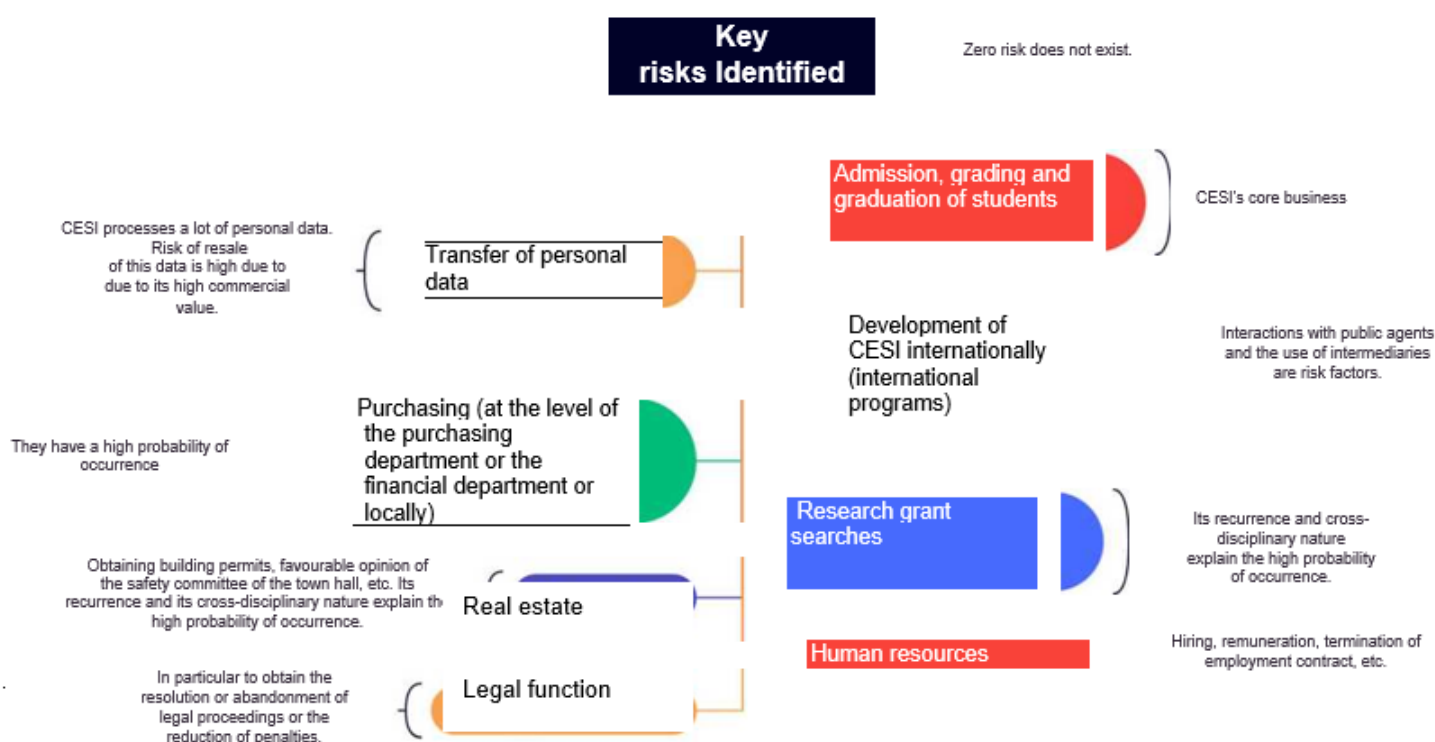 Key
risks Identified
Zero risk does not exist.
Admission, grading and
graduation of students
CESI's core business
CESI processes a lot of personal data.
Risk of resale
of this data is high due to
due to its high commercial
value.
Transfer of personal
data
Development of
CESI internationally
(international
programs)
Interactions with public agents
and the use of intermediaries
are risk factors.
Purchasing (at the level of
the purchasing
department or the
financial department or
locally)
They have a high probability of
occurrence
Research grant
searches
Its recurrence and cross-
disciplinary nature
explain the high probability
of occurrence.
Obtaining building permits, favourable opinion of
the safety committee of the town hall, etc. Its
recurrence and its cross-disciplinary nature explain th
high probability of occurrence.
Real estate
Human resources
Hiring, remuneration, termination of
employment contract, etc.
In particular to obtain the
resolution or abandonment of
legal proceedings or the
reduction of penalties.
Legal function
.